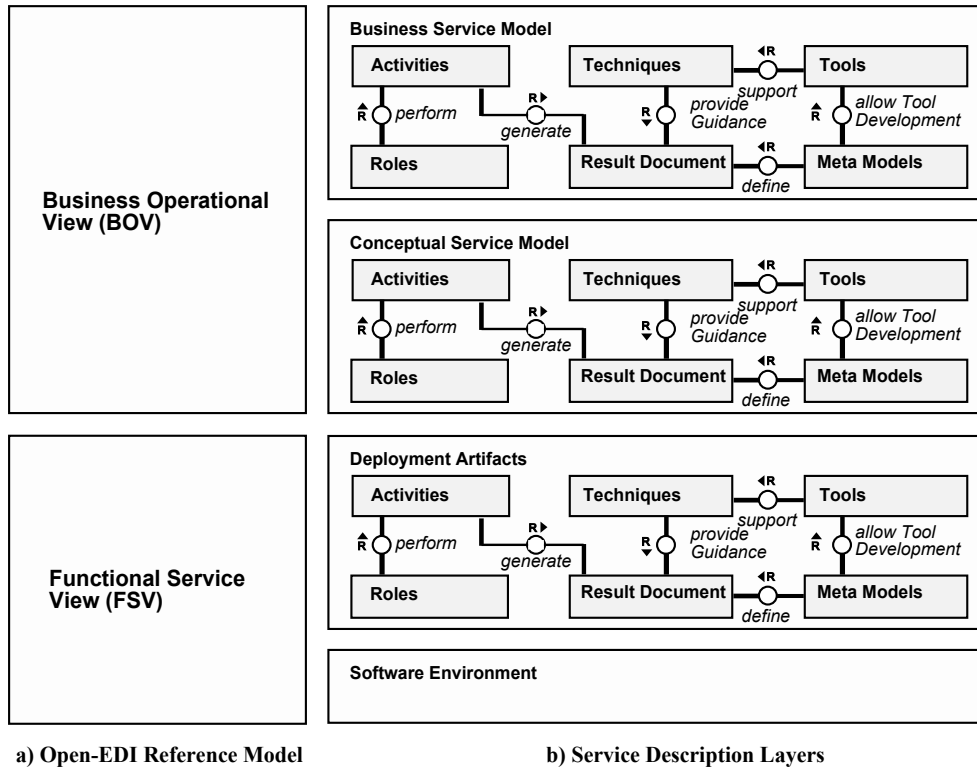 Business Operational
View (BOV)
Functional Service
View (FSV)
a) Open-EDI Reference Model
Business Service Model
Activities
Techniques
Tools
R
perform
R
generate
R
provide
Guidance
R
support
R
allow Tool
Development
Roles
Result Document
R
define
Meta Models
Conceptual Service Model
Activities
Techniques
Tools
R
perform
R
generate
R
provide
Guidance
R
support
R
allow Tool
Development
Roles
Result Document
R
define
Meta Models
Deployment Artifacts
Activities
Techniques
Tools
R
perform
R
generate
R
provide
Guidance
R
support
R
allow Tool
Development
Roles
Result Document
R
define
Meta Models
Software Environment
b) Service Description Layers